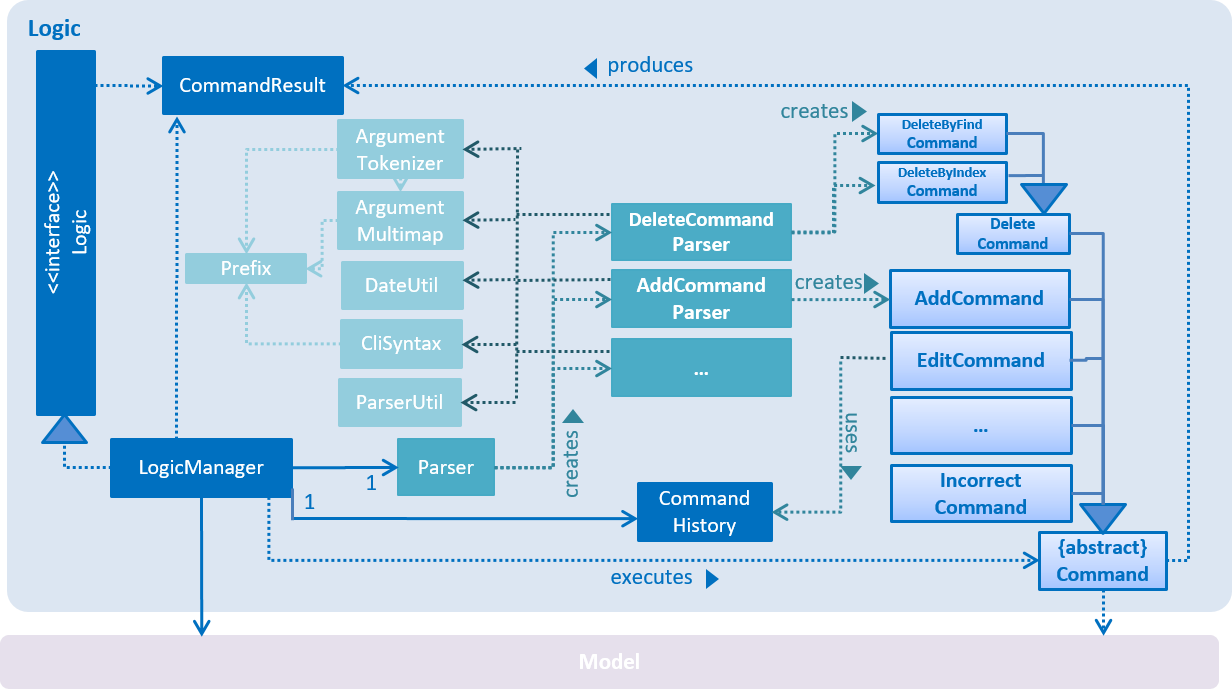 Logic
<<interface>>
Logic
CommandResult
produces
Argument
Tokenizer
Argument
Multimap
Prefix
DateUtil
CliSyntax
ParserUtil
creates
DeleteByFind
Command
DeleteByIndex
Command
Delete
Command
DeleteCommand
Parser
AddCommand
Parser
...
creates
AddCommand
EditCommand
...
Incorrect
Command
uses
creates
LogicManager
1
Parser
1
Command
History
{abstract}
Command
executes
Model